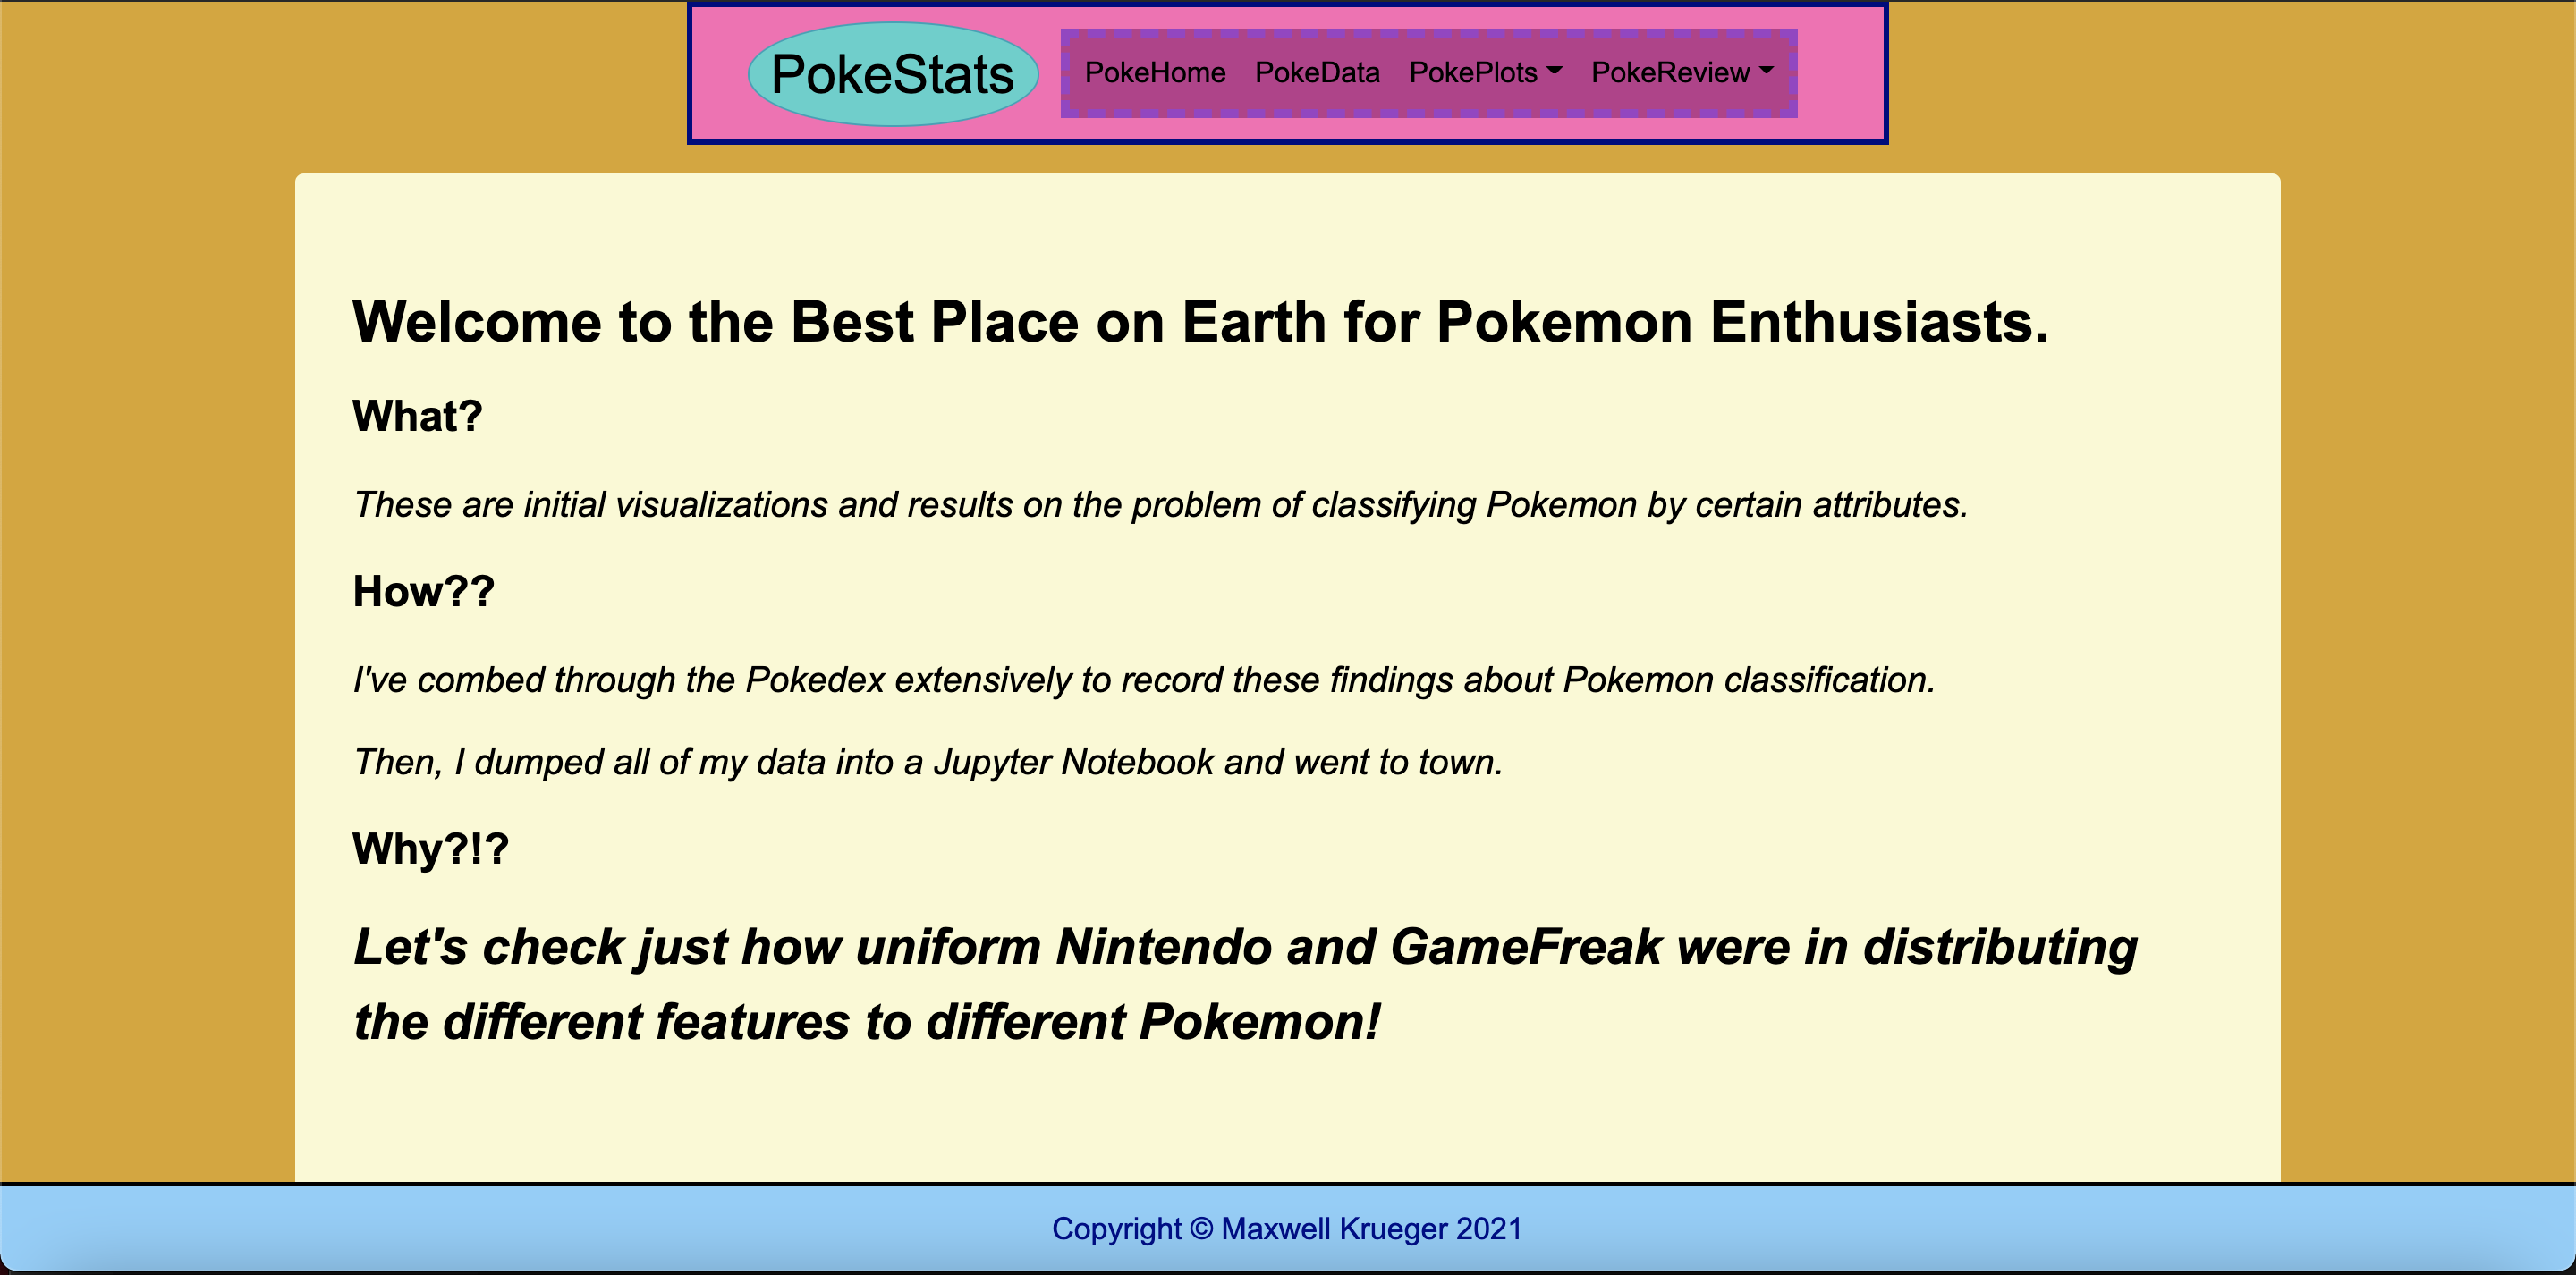 PokeStats
PokeHome PokeData PokePlots PokeReview
Welcome to the Best Place on Earth for Pokemon Enthusiasts.
What?
These are initial visualizations and results on the problem of classifying Pokemon by certain attributes.
How??
I've combed through the Pokedex extensively to record these findings about Pokemon classification.
Then, I dumped all of my data into a Jupyter Notebook and went to town.
Why?!?
Let's check just how uniform Nintendo and GameFreak were in distributing
the different features to different Pokemon!
Copyright © Maxwell Krueger 2021